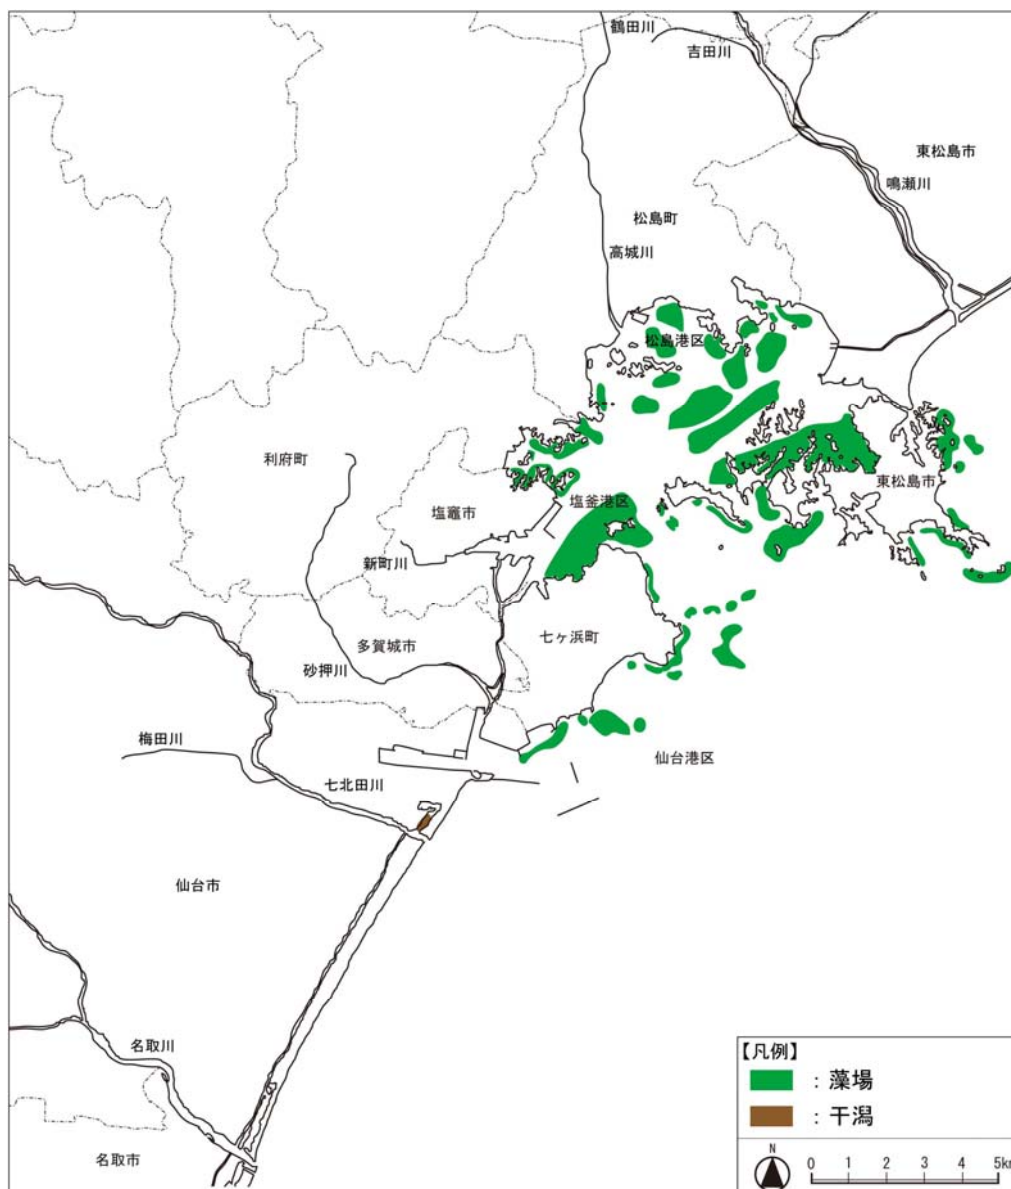 鶴田川
吉田川
東松島市
鳴瀬川
松島町
高城川
松島港区
利府町
塩竈市
塩釜港区
東松島市
新町川
七ヶ浜町
多賀城市
砂押川
梅田川
仙台港区
七北田川
仙台市
名取川
名取市
【凡例】
：藻場
：干潟
N
0 1 2 3 4 5km